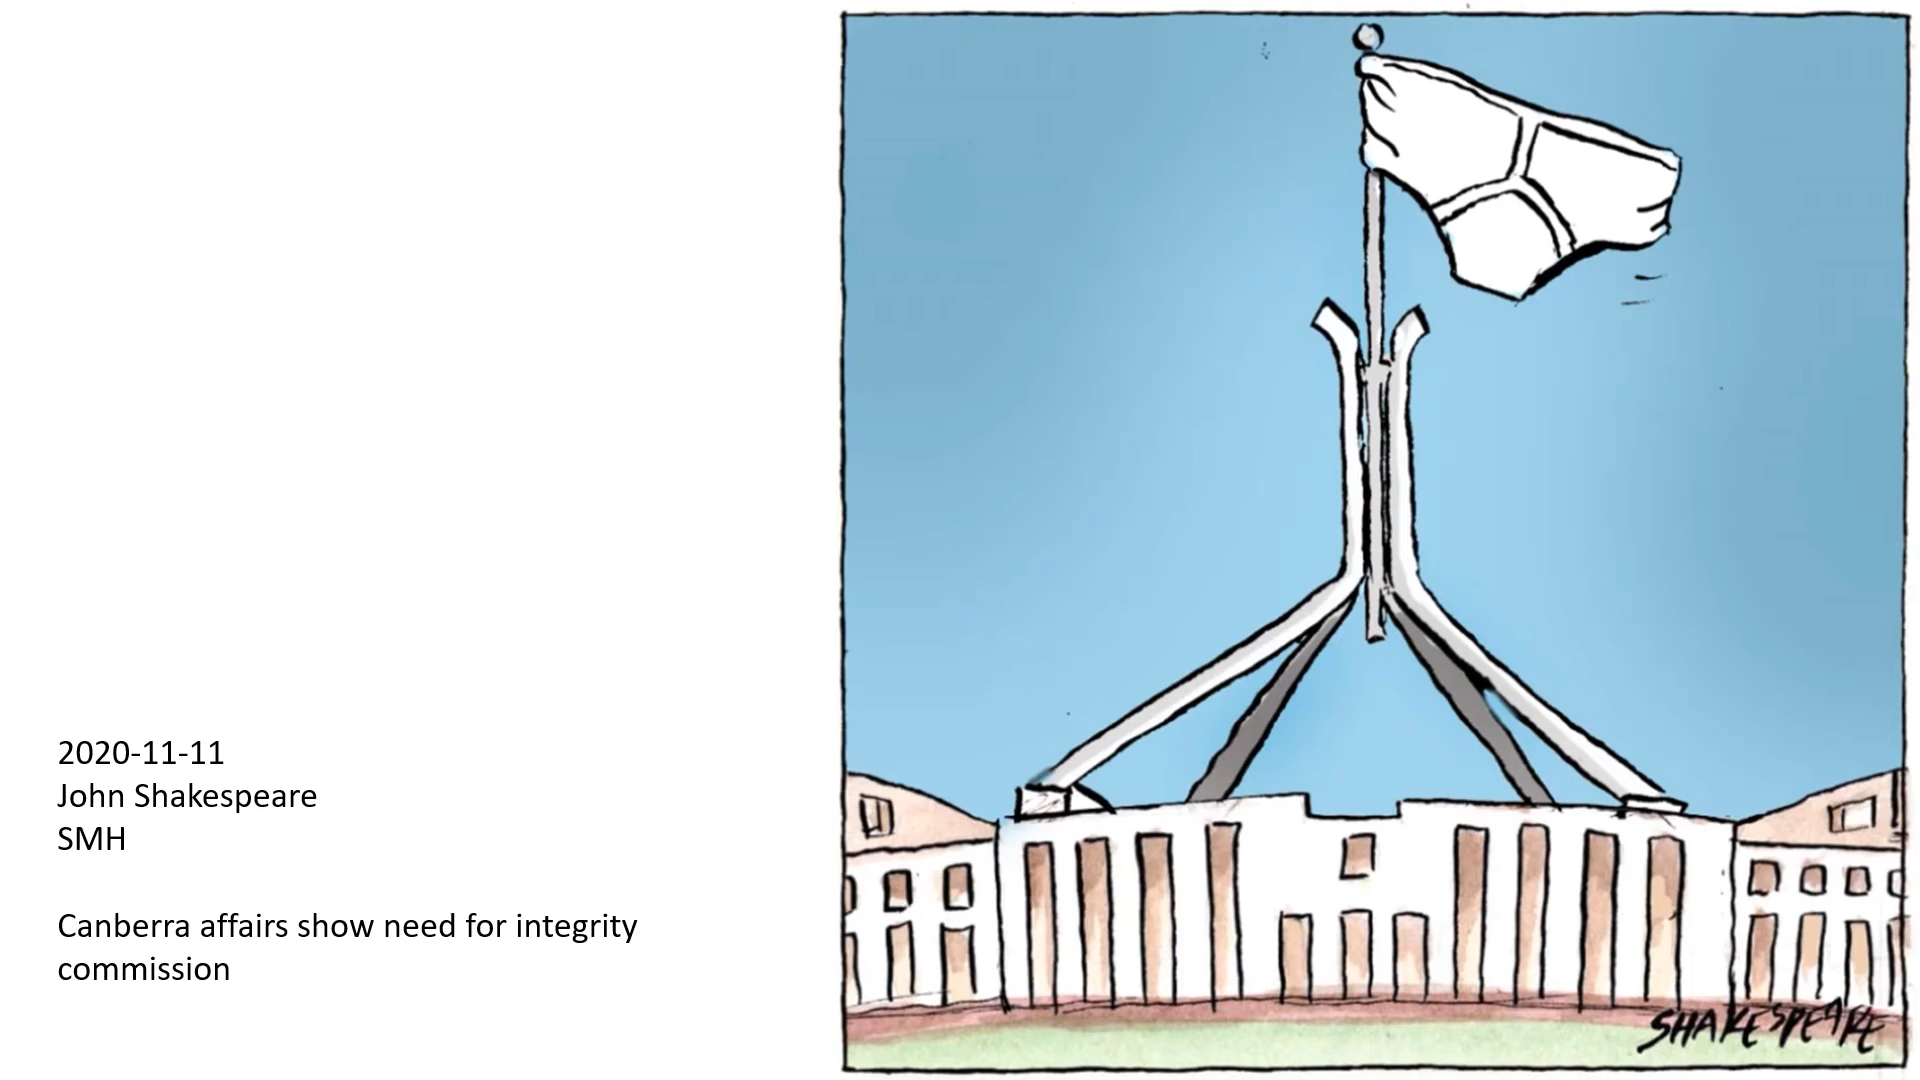 2020-11-11
John Shakespeare
SMH
Canberra affairs show need for integrity
commission
SHAKESPEARE